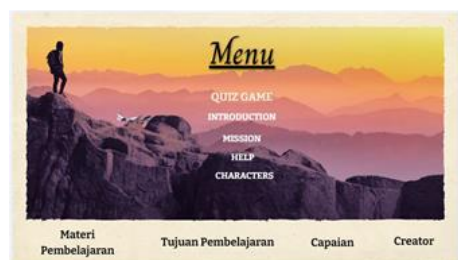 Menu
QUIZ GAME
INTRODUCTION
MISSION
HELP
CHARACTERS
Materi
Pembelajaran
Tujuan Pembelajaran
Capaian
Creator